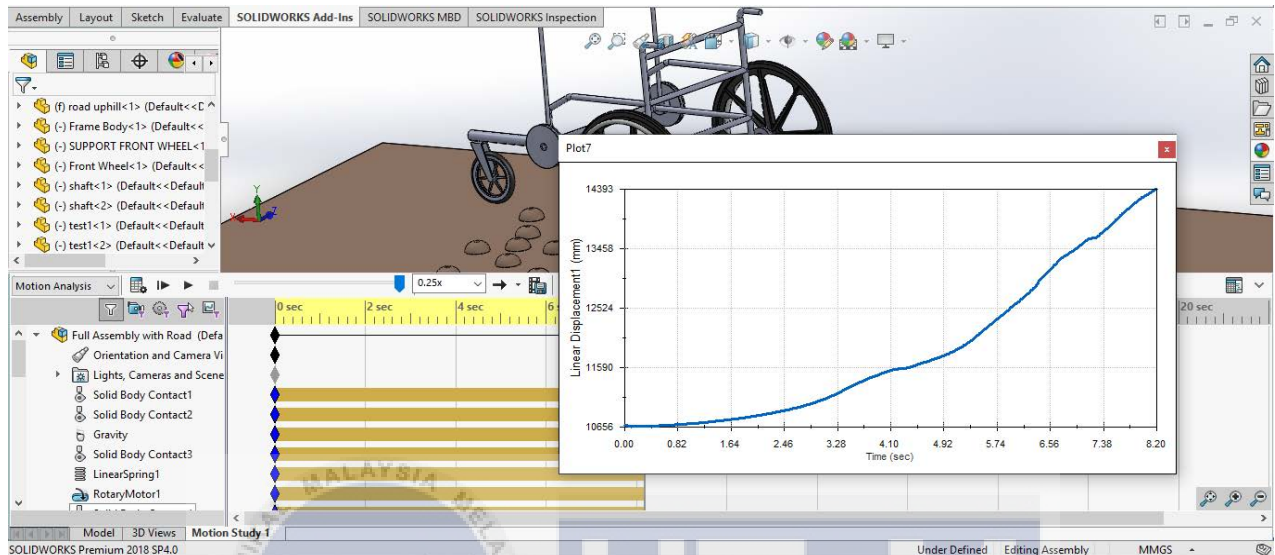 Assembly Layout Sketch Evaluate SOLIDWORKS Add-Ins SOLIDWORKS MBD SOLIDWORKS Inspection
(f) road uphill<1> (Default<<D
(-) Frame Body<1> (Default<<
(-) SUPPORT FRONT WHEEL<1
(-) Front Wheel<1> (Default<<
(-) shaft<1> (Default<<Default
(-) shaft<2> (Default<<Default
(-) test1<1> (Default<<Default
(-) test1<2> (Default<<Default
Y
X
Z
Plot7
x
14393
13458
12524
11590
10656
Linear Displacement1 (mm)
0.00 0.82 1.64 2.46 3.28 4.10 4.92 5.74 6.56 7.38 8.20
Time (sec)
Motion Analysis 0.25x
0 sec 2 sec 4 sec 6 s 20 sec
Full Assembly with Road (Defa
Orientation and Camera Vi
Lights, Cameras and Scene
Solid Body Contact1
Solid Body Contact2
Gravity
Solid Body Contact3
LinearSpring1
RotaryMotor1
MALAYSIA
Model 3D Views Motion Study 1
SOLIDWORKS Premium 2018 SP4.0 Under Defined Editing Assembly MMGS